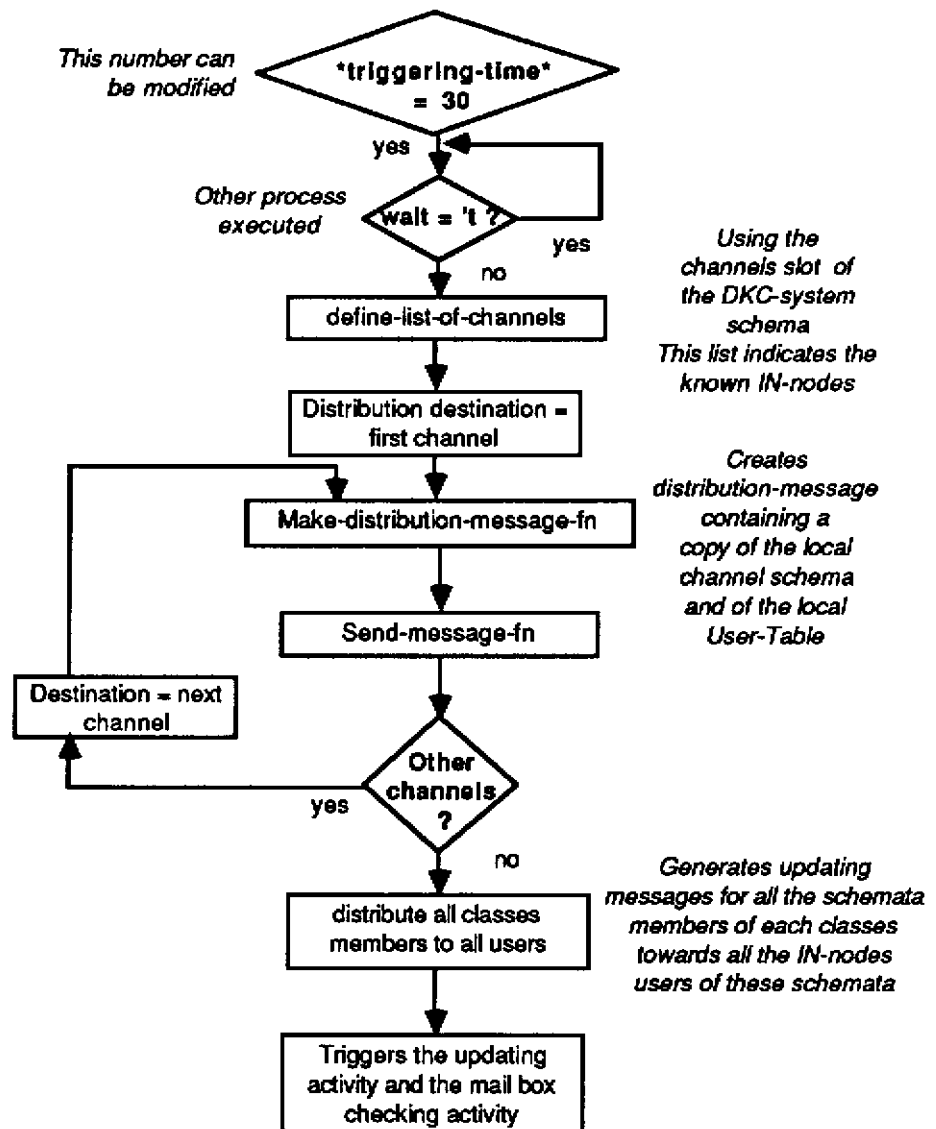 This number can
be modified
*triggering-time*
= 30
yes
Other process
executed
wait = 't ?
yes
no
Using the
channels slot of
the DKC-system
schema
This list indicates the
known IN-nodes
define-list-of-channels
Distribution destination =
first channel
Creates
distribution-message
containing a
copy of the local
channel schema
and of the local
User-Table
Make-distribution-message-fn
Send-message-fn
Destination = next
channel
Other
channels
?
yes
no
Generates updating
messages for all the schemata
members of each classes
towards all the IN-nodes
users of these schemata
distribute all classes
members to all users
Triggers the updating
activity and the mail box
checking activity